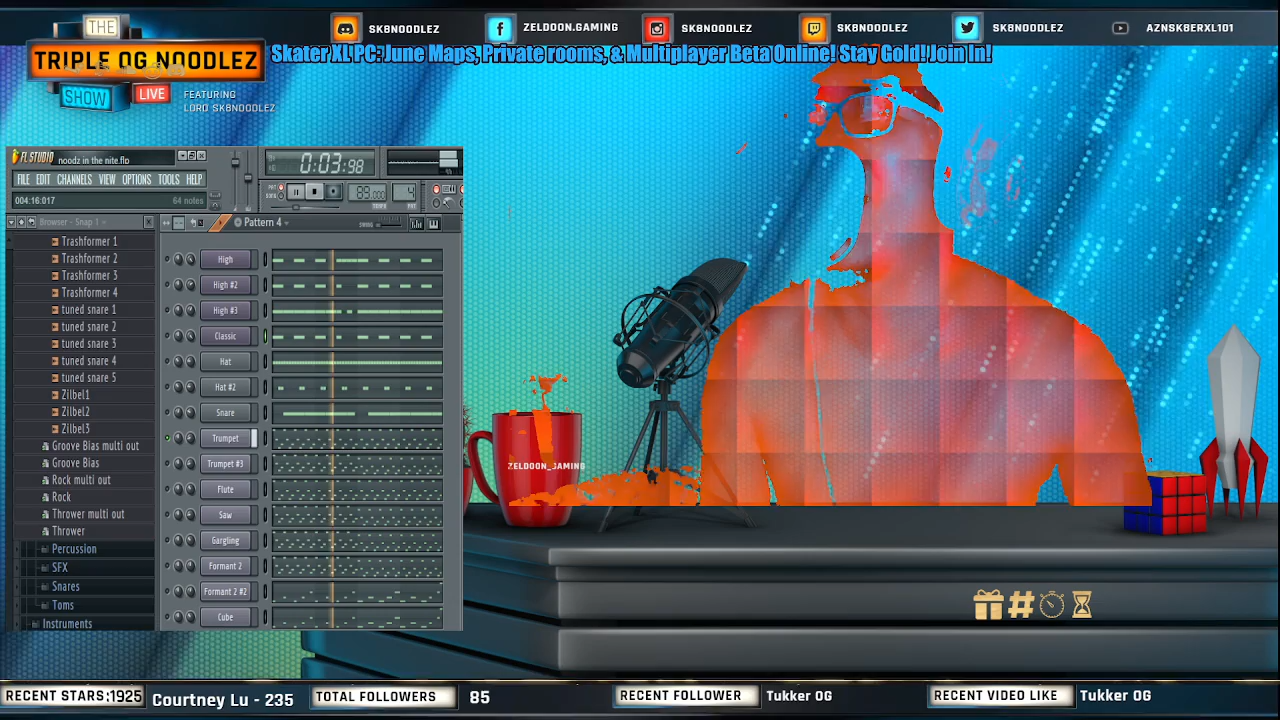 THE
TRIPLE OG NOODLEZ
SHOW
LIVE
FEATURING
LORD SK8NOODLEZ
SK8NOODLEZ
ZELDOON.GAMING
SK8NOODLEZ
SK8NOODLEZ
SK8NOODLEZ
AZNSK8ERXL101
Skater XL PC: June Maps, Private rooms, & Multiplayer Beta Online! Stay Gold! Join In!
FL STUDIO
noodz in the nite.flp
FILE EDIT CHANNELS VIEW OPTIONS TOOLS HELP
004:16:017
64 notes
0:03:98
89.000
4
Browser - Snap 1
Pattern 4
Trashformer 1
Trashformer 2
Trashformer 3
Trashformer 4
tuned snare 1
tuned snare 2
tuned snare 3
tuned snare 4
tuned snare 5
Zilbel1
Zilbel2
Zilbel3
Groove Bias multi out
Groove Bias
Rock multi out
Rock
Thrower multi out
Thrower
Percussion
SFX
Snares
Toms
Instruments
High
High #2
High #3
Classic
Hat
Hat #2
Snare
Trumpet
Trumpet #3
Flute
Saw
Gargling
Formant 2
Formant 2 #2
Cube
ZELDOON_GAMING
#
RECENT STARS:1925
Courtney Lu - 235
TOTAL FOLLOWERS
85
RECENT FOLLOWER
Tukker OG
RECENT VIDEO LIKE
Tukker OG